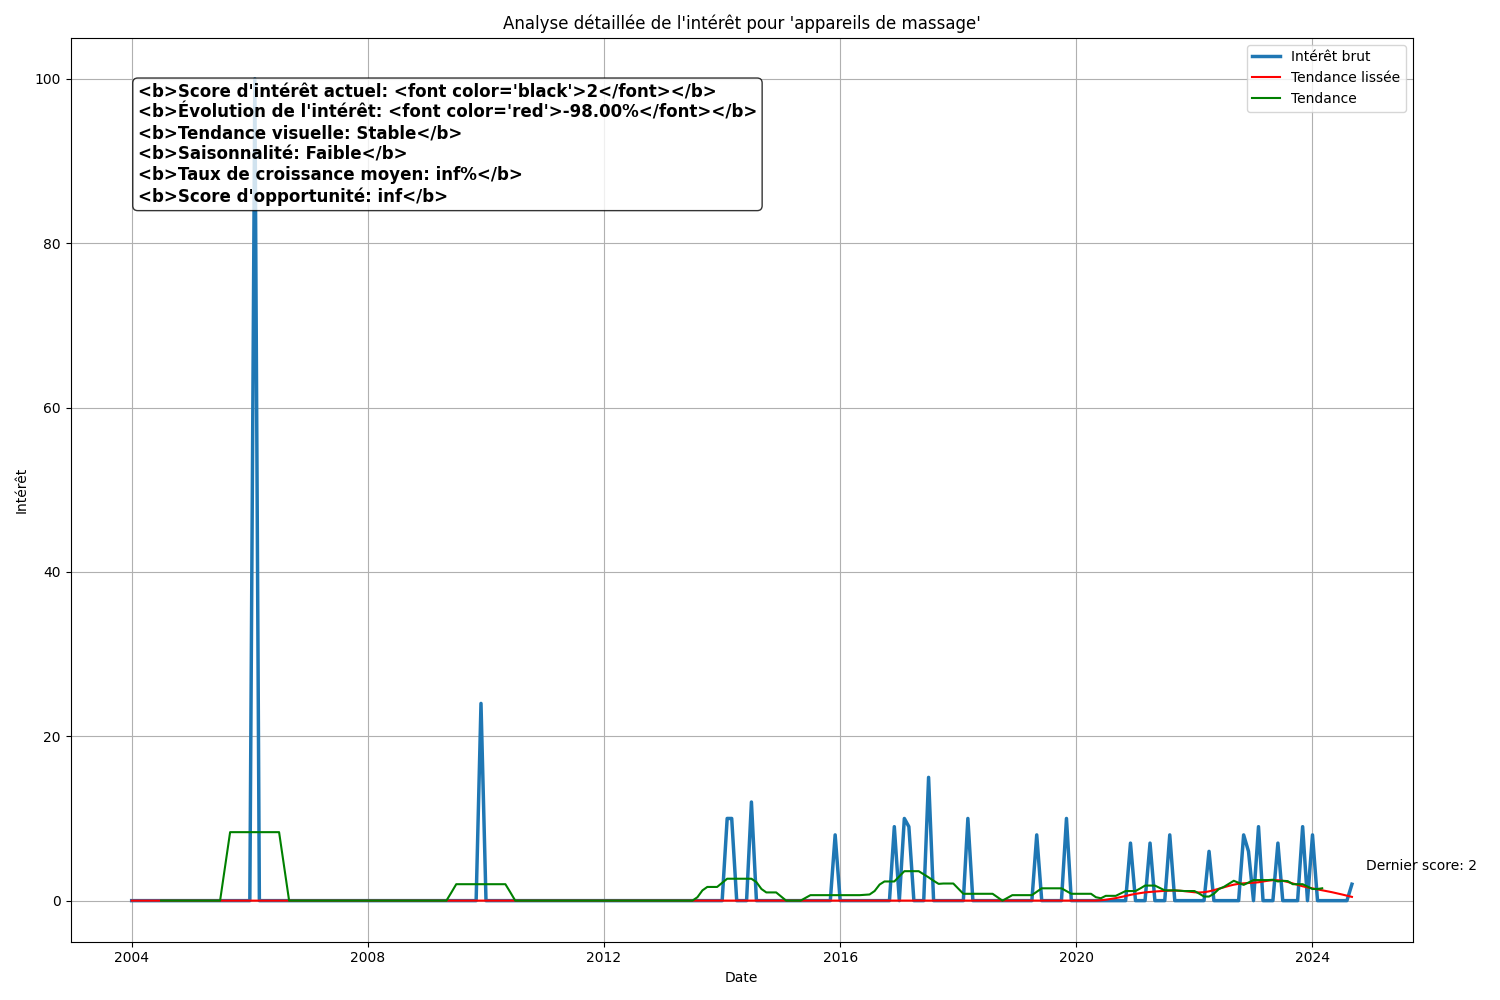 Analyse détaillée de l'intérêt pour 'appareils de massage'
Intérêt brut
Tendance lissée
Tendance
<b>Score d'intérêt actuel: <font color='black'>2</font></b>
<b>Évolution de l'intérêt: <font color='red'>-98.00%</font></b>
<b>Tendance visuelle: Stable</b>
<b>Saisonnalité: Faible</b>
<b>Taux de croissance moyen: inf%</b>
<b>Score d'opportunité: inf</b>
100
80
60
40
20
0
Intérêt
Dernier score: 2
2004 2008 2012 2016 2020 2024
Date